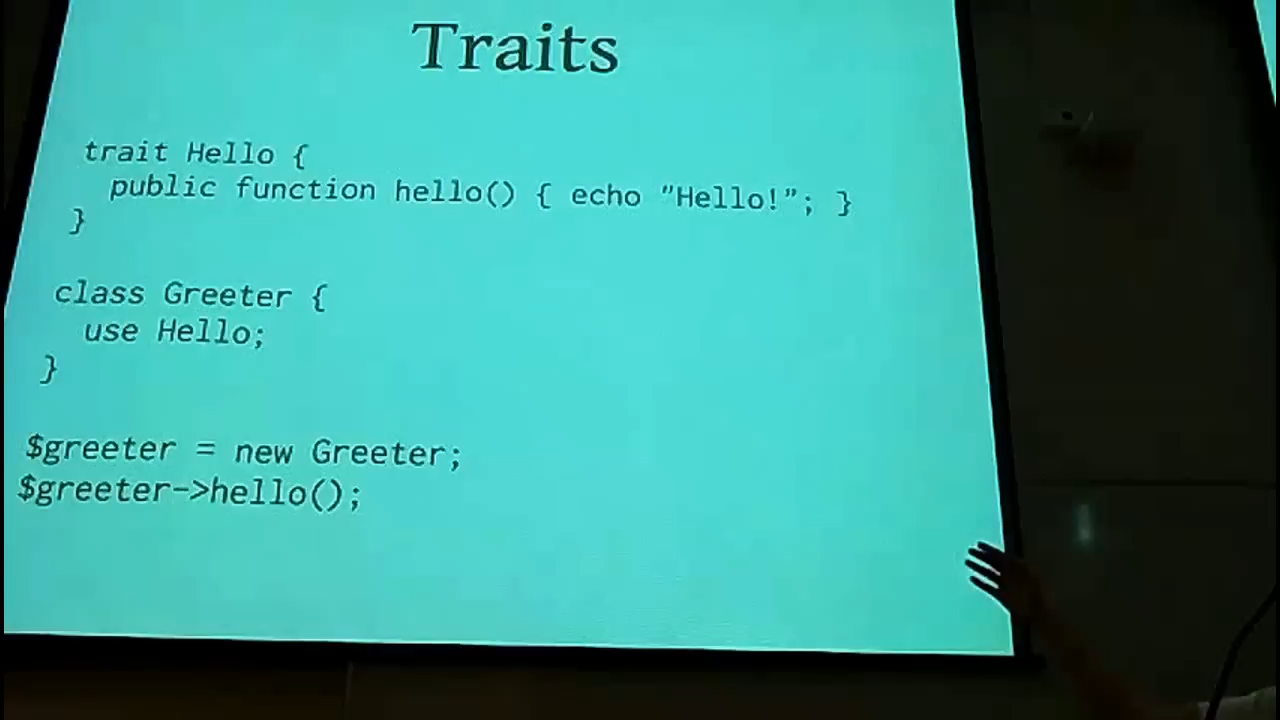 Traits
trait Hello {
public function hello() { echo "Hello!"; }
}
class Greeter {
use Hello;
}
$greeter = new Greeter;
$greeter->hello();